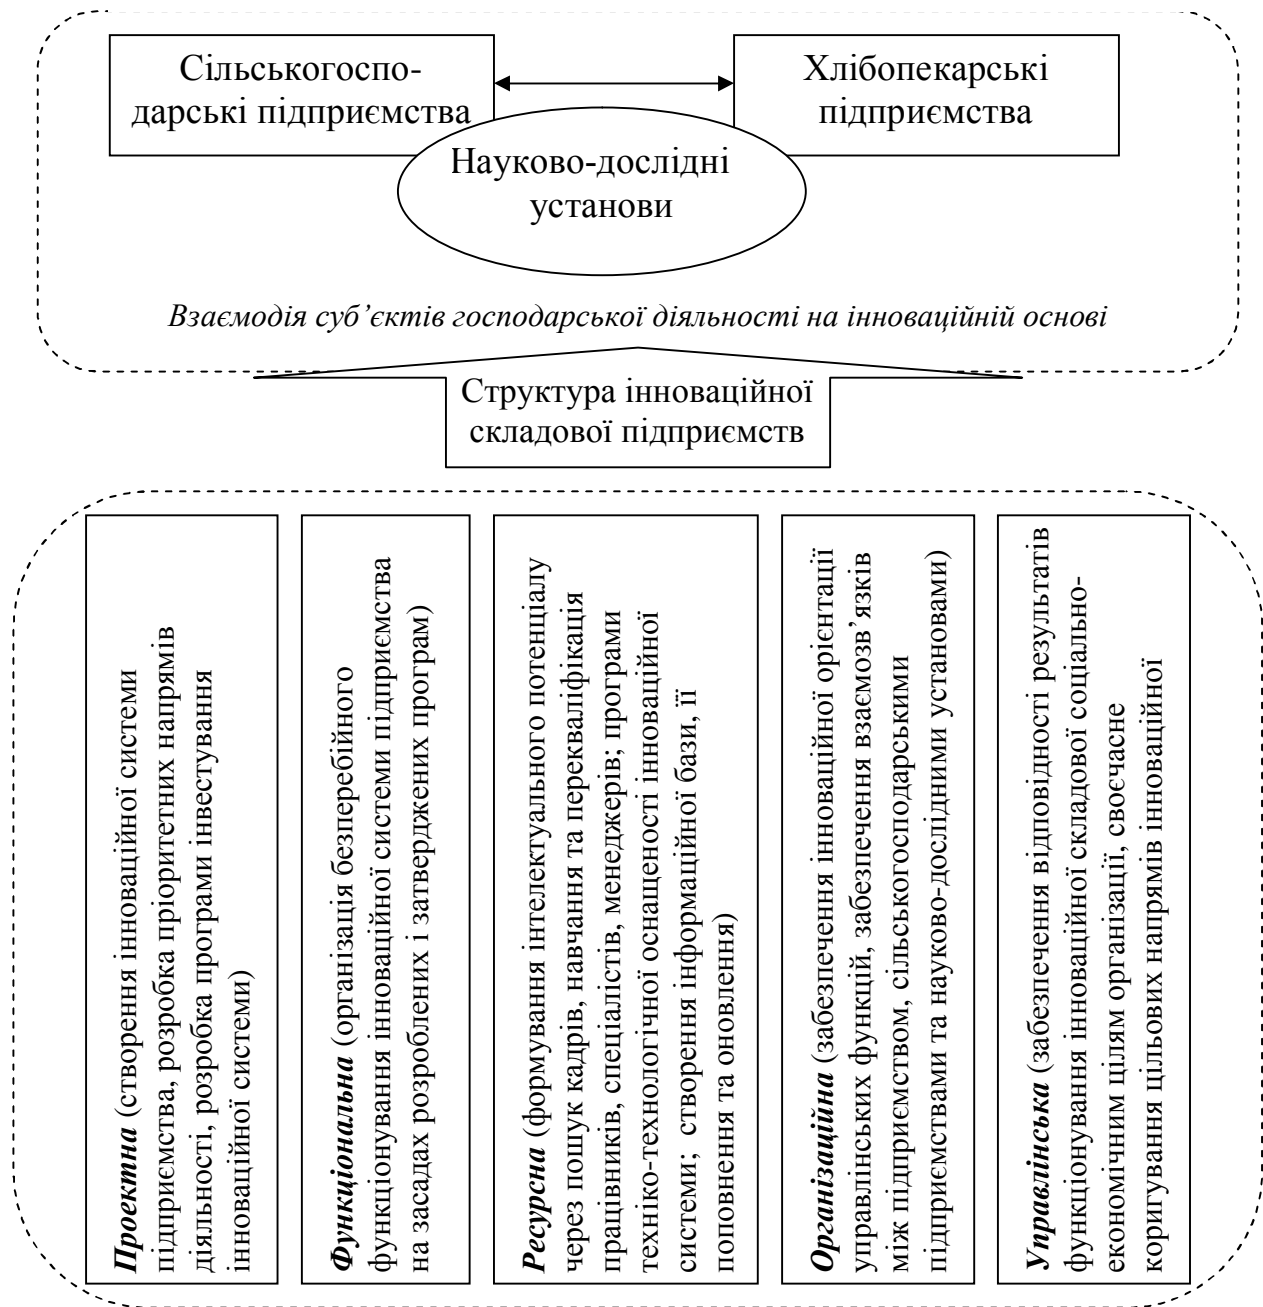 Сільськогоспо-
дарські підприємства
Хлібопекарські
підприємства
Науково-дослідні
установи
Взаємодія суб’єктів господарської діяльності на інноваційній основі
Структура інноваційної
складової підприємств
Проектна (створення інноваційної системи
підприємства, розробка пріоритетних напрямів
діяльності, розробка програми інвестування
інноваційної системи)
Функціональна (організація безперебійного
функціонування інноваційної системи підприємства
на засадах розроблених і затверджених програм)
Ресурсна (формування інтелектуального потенціалу
через пошук кадрів, навчання та перекваліфікація
працівників, спеціалістів, менеджерів; програми
техніко-технологічної оснащеності інноваційної
системи; створення інформаційної бази, її
поповнення та оновлення)
Організаційна (забезпечення інноваційної орієнтації
управлінських функцій, забезпечення взаємозв’язків
між підприємством, сільськогосподарськими
підприємствами та науково-дослідними установами)
Управлінська (забезпечення відповідності результатів
функціонування інноваційної складової соціально-
економічним цілям організації, своєчасне
коригування цільових напрямів інноваційної